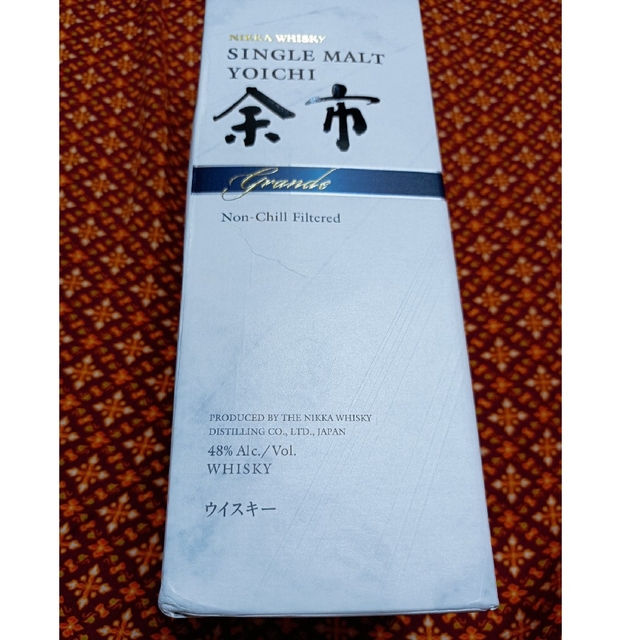 NIKKA WHISKY
SINGLE MALT
YOICHI
余市
Grande
Non-Chill Filtered
PRODUCED BY THE NIKKA WHISKY
DISTILLING CO., LTD., JAPAN
48% Alc./Vol.
WHISKY
ウイスキー